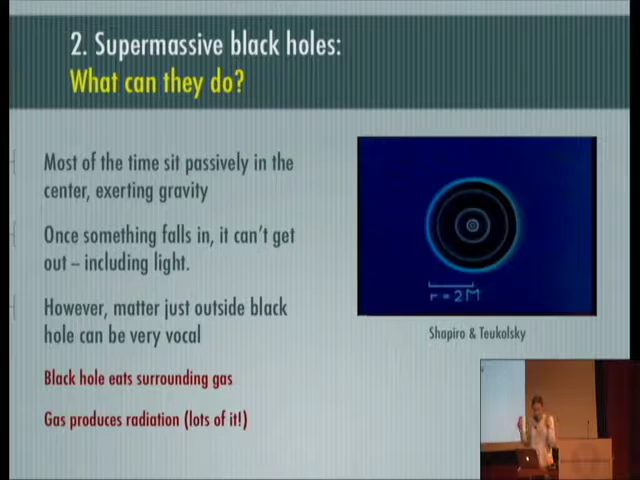 2. Supermassive black holes:
What can they do?
Most of the time sit passively in the
center, exerting gravity
Once something falls in, it can't get
out – including light.
However, matter just outside black
hole can be very vocal
Black hole eats surrounding gas
Gas produces radiation (lots of it!)
r = 2M
Shapiro & Teukolsky